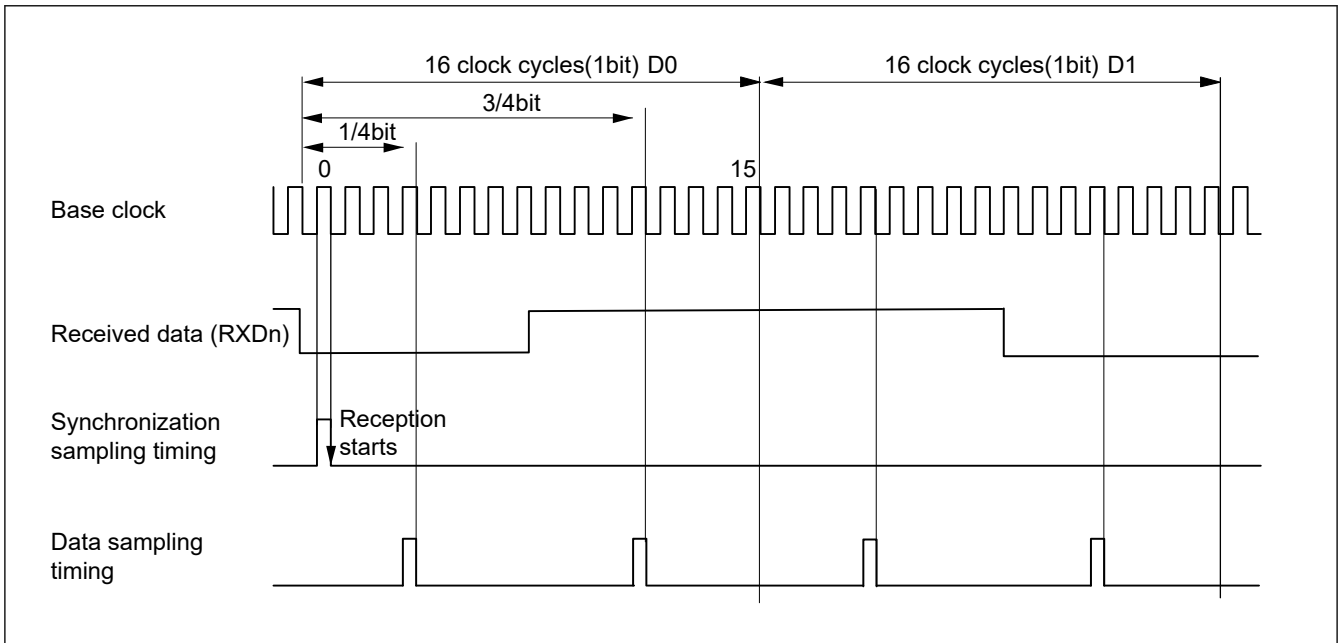 16 clock cycles(1bit) D0 16 clock cycles(1bit) D1
3/4bit
1/4bit
0 15
Base clock
Received data (RXDn)
Synchronization
sampling timing
Reception
starts
Data sampling
timing